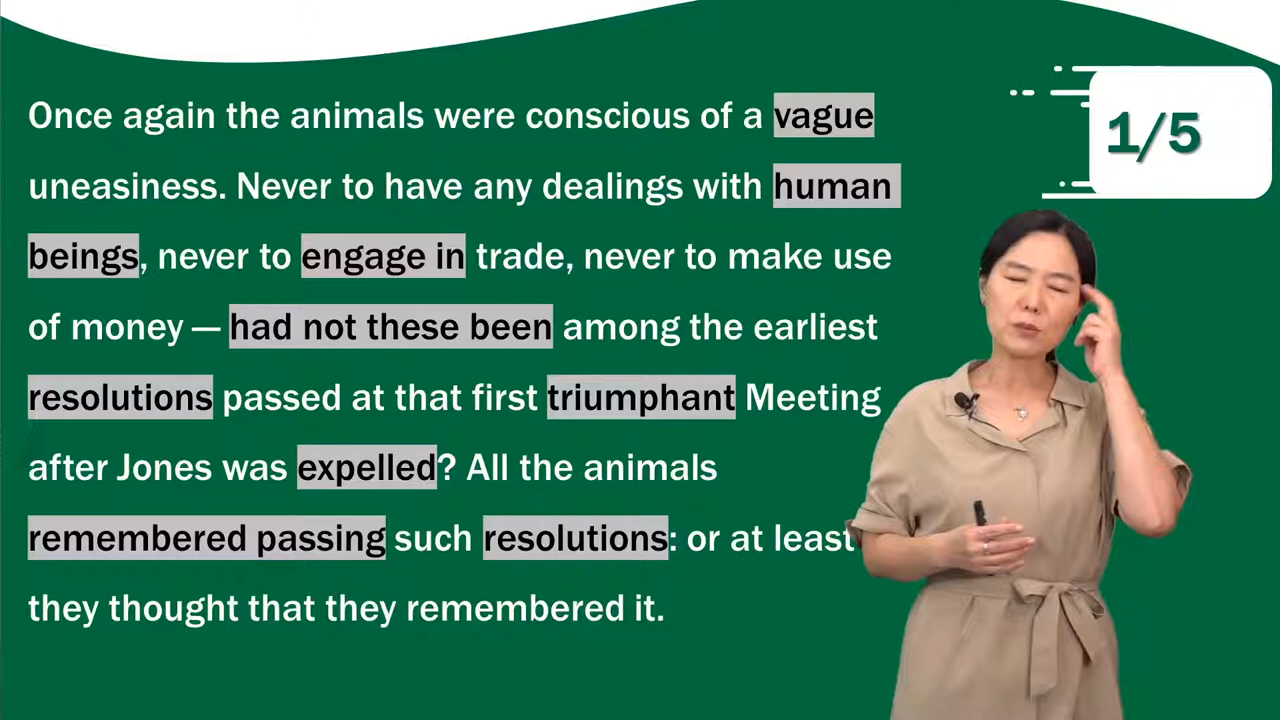 Once again the animals were conscious of a vague
uneasiness. Never to have any dealings with human
beings, never to engage in trade, never to make use
of money — had not these been among the earliest
resolutions passed at that first triumphant Meeting
after Jones was expelled? All the animals
remembered passing such resolutions: or at least
they thought that they remembered it.
1/5